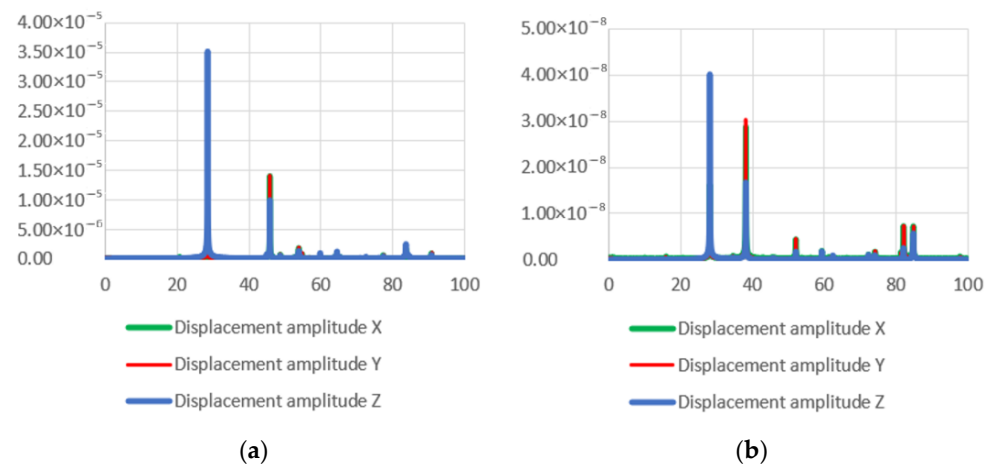 4.00×10⁻⁵
3.50×10⁻⁵
3.00×10⁻⁵
2.50×10⁻⁵
2.00×10⁻⁵
1.50×10⁻⁵
1.00×10⁻⁵
5.00×10⁻⁶
0.00
0 20 40 60 80 100
Displacement amplitude X
Displacement amplitude Y
Displacement amplitude Z
(a)
5.00×10⁻⁸
4.00×10⁻⁸
3.00×10⁻⁸
2.00×10⁻⁸
1.00×10⁻⁸
0.00
0 20 40 60 80 100
Displacement amplitude X
Displacement amplitude Y
Displacement amplitude Z
(b)